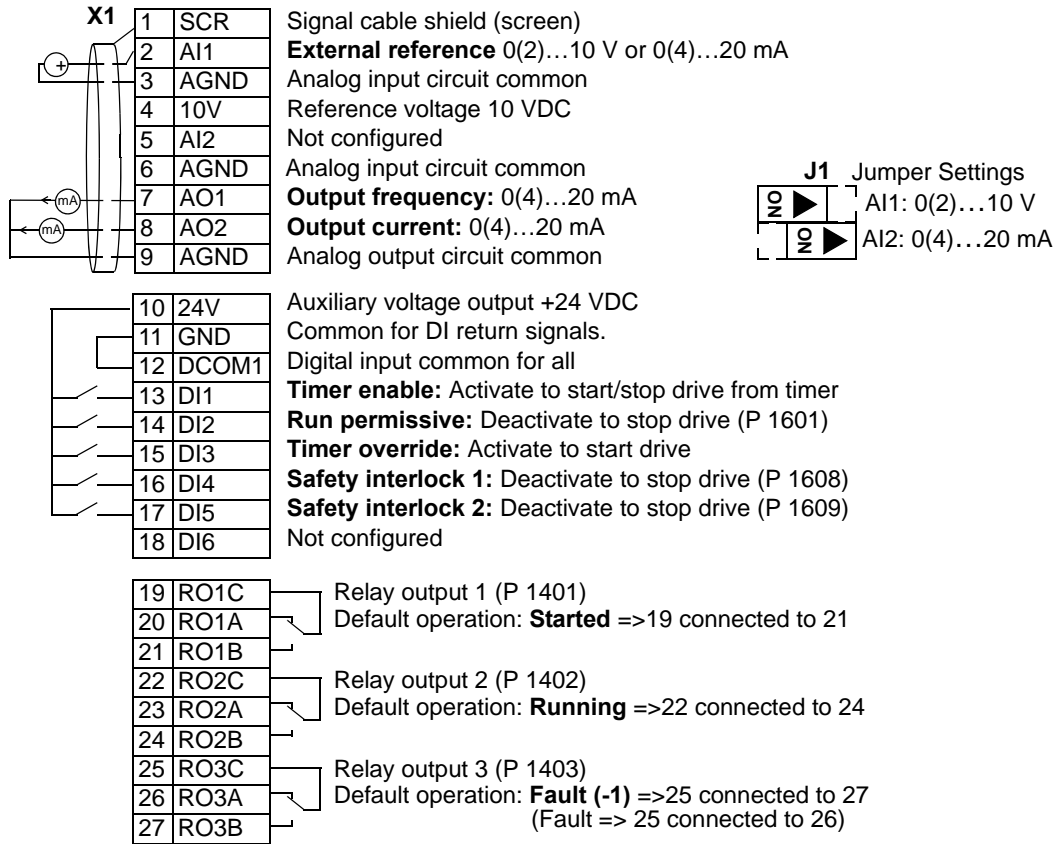 X1
1 SCR Signal cable shield (screen)
2 AI1 External reference 0(2)…10 V or 0(4)…20 mA
3 AGND Analog input circuit common
4 10V Reference voltage 10 VDC
5 AI2 Not configured
6 AGND Analog input circuit common
7 AO1 Output frequency: 0(4)…20 mA
8 AO2 Output current: 0(4)…20 mA
9 AGND Analog output circuit common
+
mA
mA
J1 Jumper Settings
ON AI1: 0(2)…10 V
ON AI2: 0(4)…20 mA
10 24V Auxiliary voltage output +24 VDC
11 GND Common for DI return signals.
12 DCOM1 Digital input common for all
13 DI1 Timer enable: Activate to start/stop drive from timer
14 DI2 Run permissive: Deactivate to stop drive (P 1601)
15 DI3 Timer override: Activate to start drive
16 DI4 Safety interlock 1: Deactivate to stop drive (P 1608)
17 DI5 Safety interlock 2: Deactivate to stop drive (P 1609)
18 DI6 Not configured
19 RO1C Relay output 1 (P 1401)
20 RO1A Default operation: Started =>19 connected to 21
21 RO1B
22 RO2C Relay output 2 (P 1402)
23 RO2A Default operation: Running =>22 connected to 24
24 RO2B
25 RO3C Relay output 3 (P 1403)
26 RO3A Default operation: Fault (-1) =>25 connected to 27
27 RO3B (Fault => 25 connected to 26)